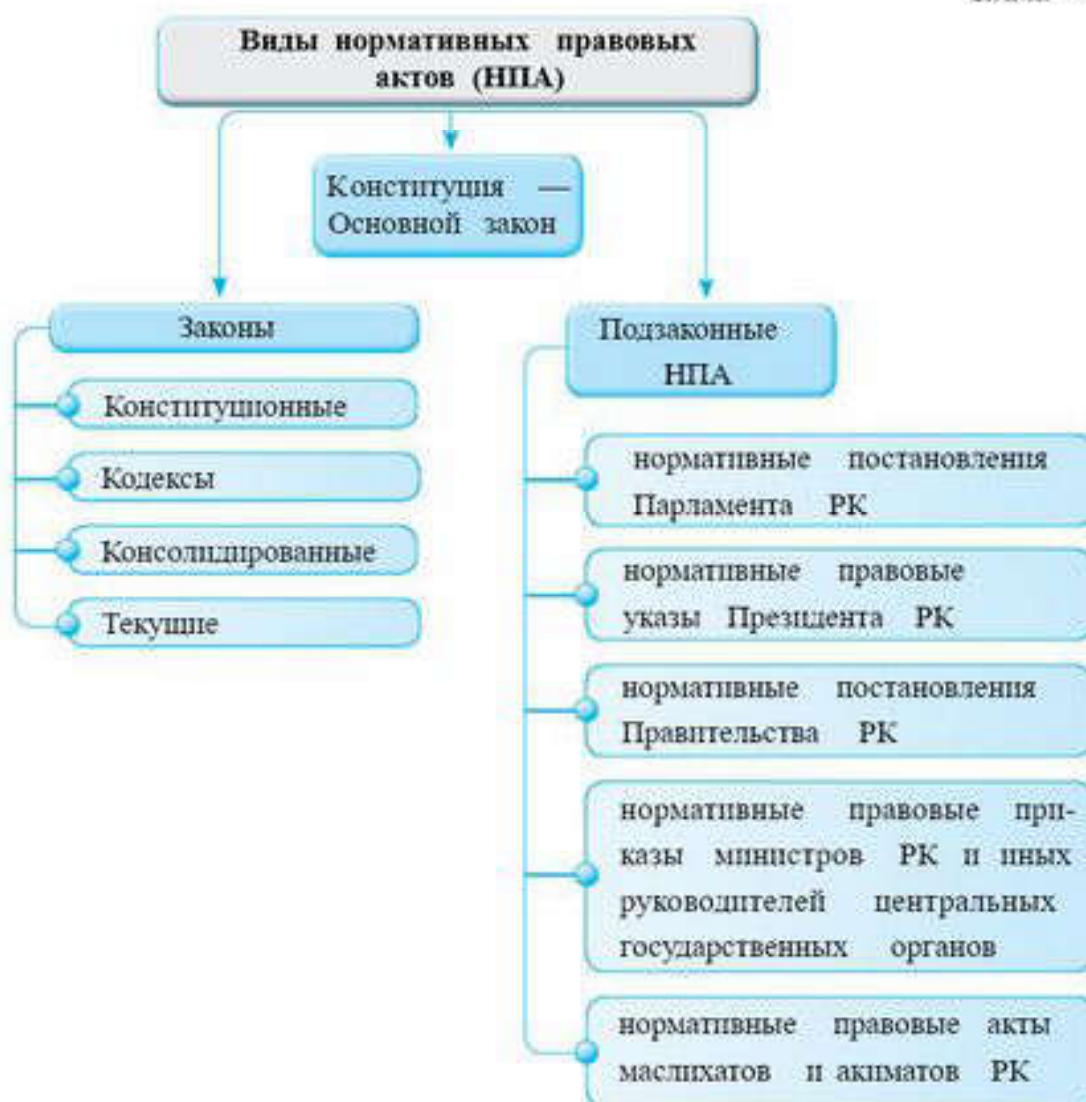 Виды нормативных правовых
актов (НПА)
Конституция —
Основной закон
Законы
Конституционные
Кодексы
Консолидированные
Текущие
Подзаконные
НПА
нормативные постановления
Парламента РК
нормативные правовые
указы Президента РК
нормативные постановления
Правительства РК
нормативные правовые при-
казы министров РК и иных
руководителей центральных
государственных органов
нормативные правовые акты
маслихатов и акиматов РК